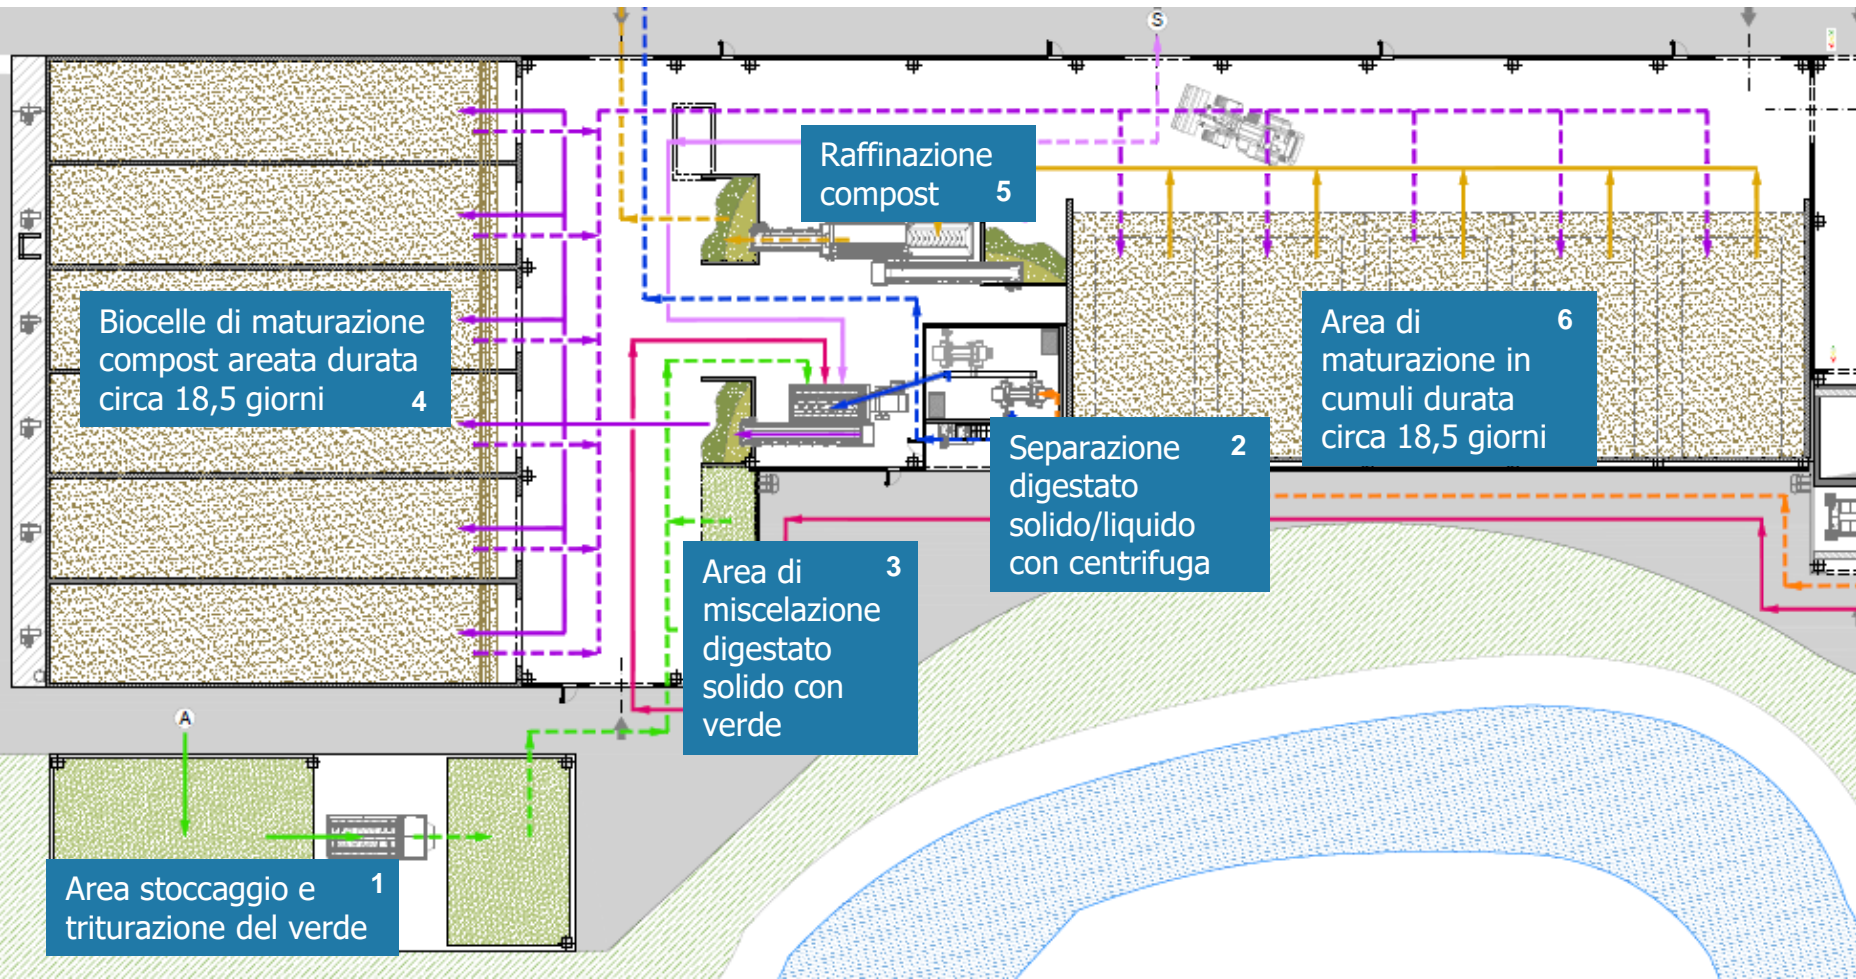 S
Raffinazione
compost 5
Biocelle di maturazione
compost areata durata
circa 18,5 giorni 4
Area di 6
maturazione in
cumuli durata
circa 18,5 giorni
Separazione 2
digestato
solido/liquido
con centrifuga
Area di 3
miscelazione
digestato
solido con
verde
A
Area stoccaggio e 1
triturazione del verde